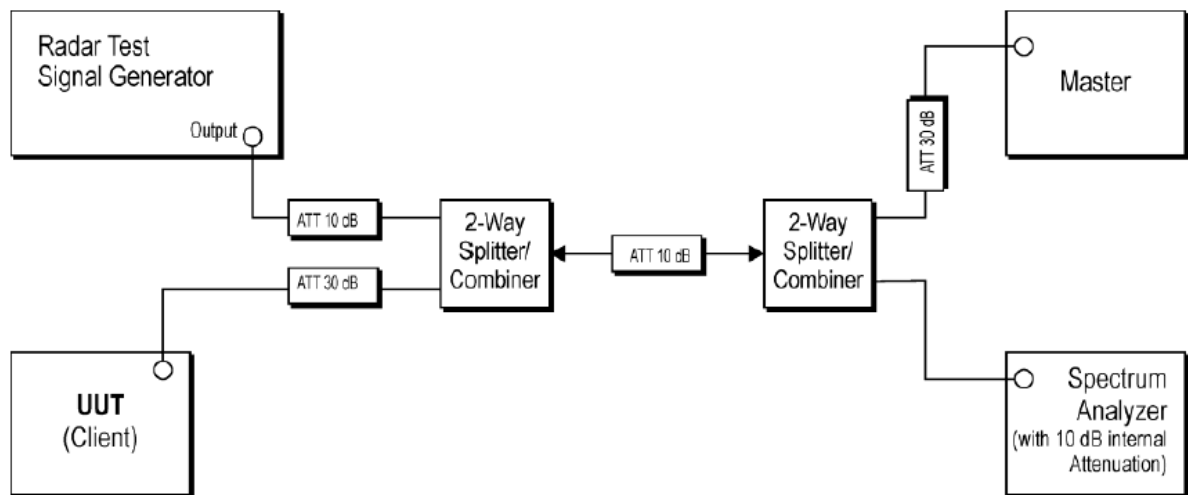 Radar Test
Signal Generator
Output
ATT 10 dB
ATT 30 dB
2-Way
Splitter/
Combiner
ATT 10 dB
2-Way
Splitter/
Combiner
ATT 30 dB
Master
UUT
(Client)
Spectrum
Analyzer
(with 10 dB internal
Attenuation)